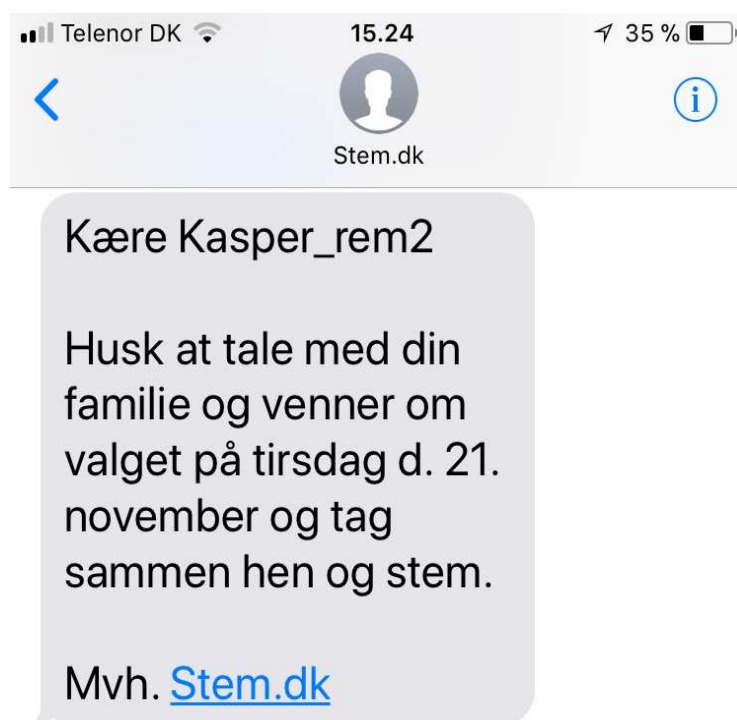 Telenor DK 15.24 35 %
Stem.dk
Kære Kasper_rem2
Husk at tale med din
familie og venner om
valget på tirsdag d. 21.
november og tag
sammen hen og stem.
Mvh. Stem.dk